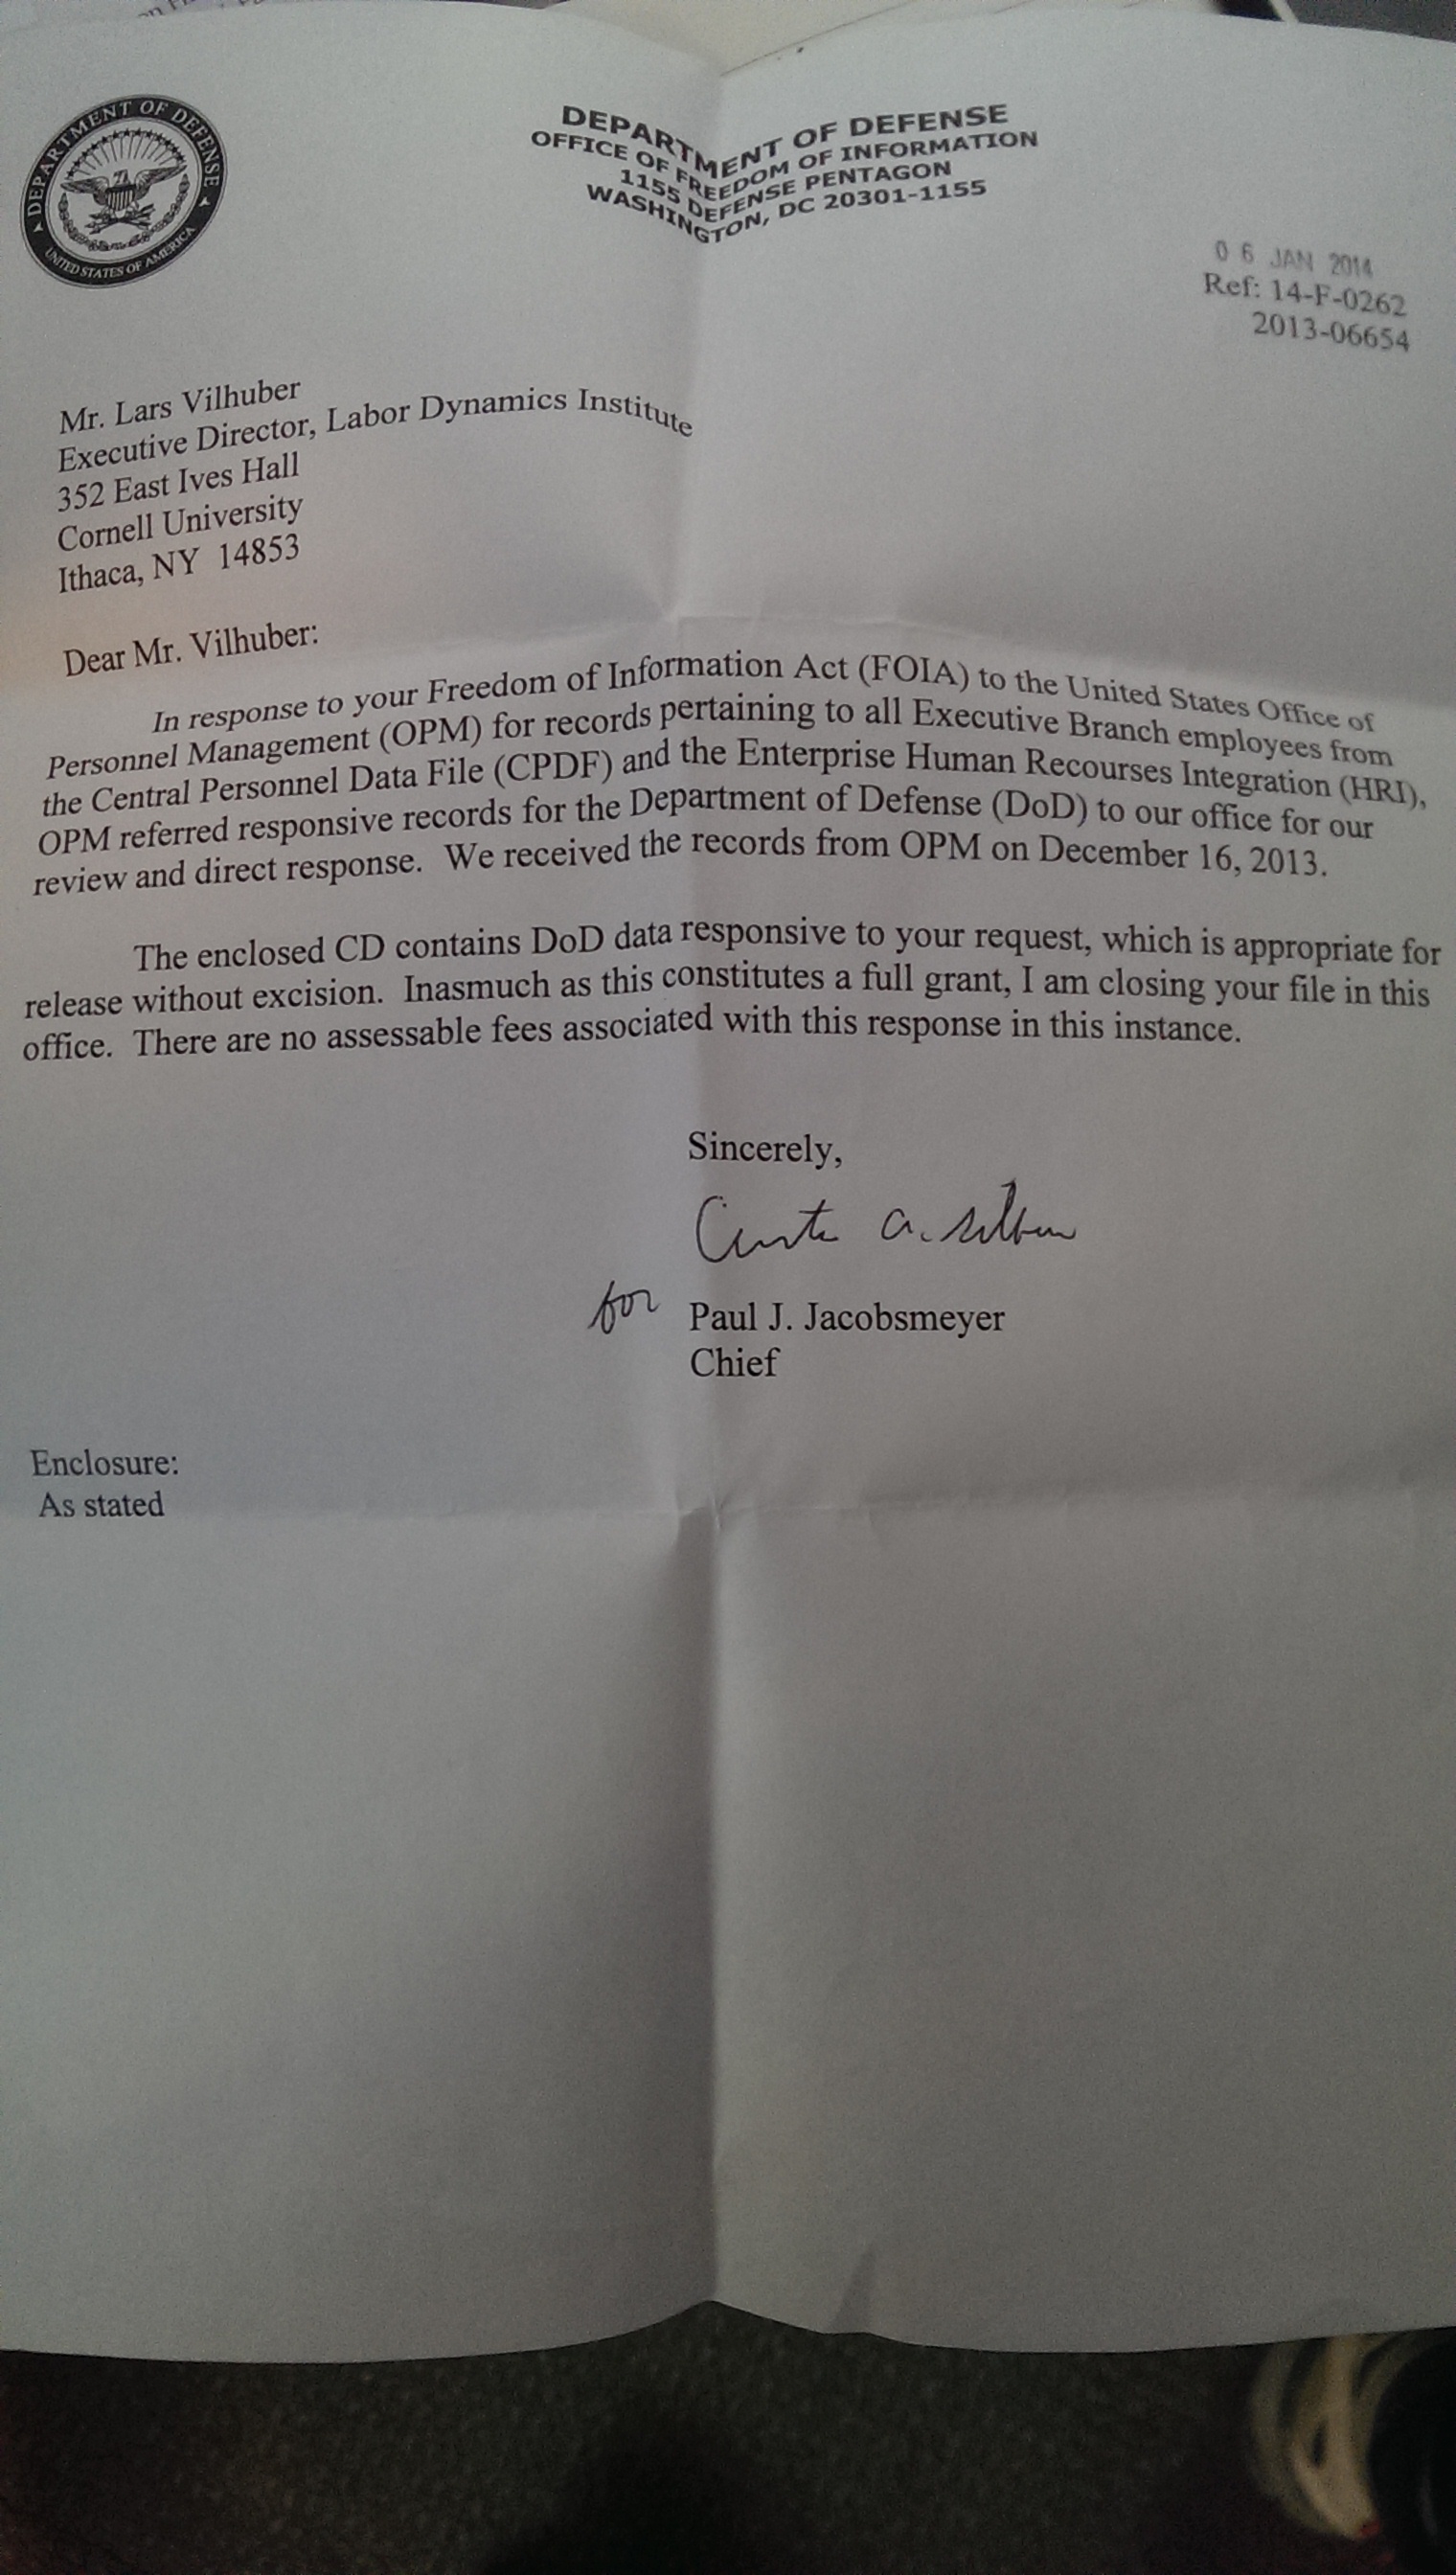 DEPARTMENT OF DEFENSE
UNITED STATES OF AMERICA
DEPARTMENT OF DEFENSE
OFFICE OF FREEDOM OF INFORMATION
1155 DEFENSE PENTAGON
WASHINGTON, DC 20301-1155
06 JAN 2014
Ref: 14-F-0262
2013-06654
Mr. Lars Vilhuber
Executive Director, Labor Dynamics Institute
352 East Ives Hall
Cornell University
Ithaca, NY 14853
Dear Mr. Vilhuber:
In response to your Freedom of Information Act (FOIA) to the United States Office of
Personnel Management (OPM) for records pertaining to all Executive Branch employees from
the Central Personnel Data File (CPDF) and the Enterprise Human Recourses Integration (HRI),
OPM referred responsive records for the Department of Defense (DoD) to our office for our
review and direct response. We received the records from OPM on December 16, 2013.
The enclosed CD contains DoD data responsive to your request, which is appropriate for
release without excision. Inasmuch as this constitutes a full grant, I am closing your file in this
office. There are no assessable fees associated with this response in this instance.
Sincerely,
for Paul J. Jacobsmeyer
Chief
Enclosure:
As stated